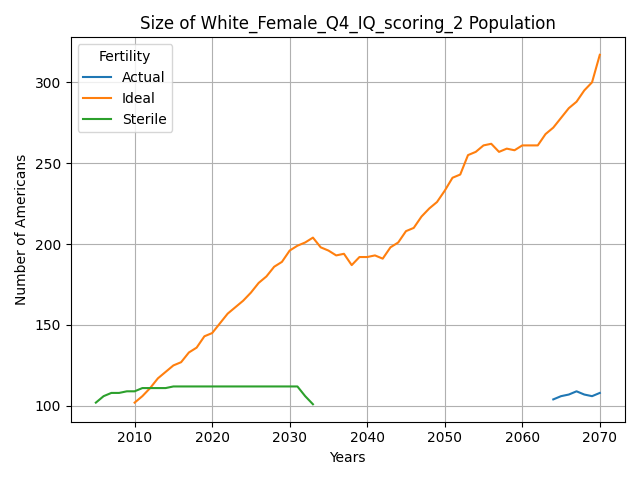 Size of White_Female_Q4_IQ_scoring_2 Population
Fertility
Actual
Ideal
Sterile
Number of Americans
300
250
200
150
100
2010 2020 2030 2040 2050 2060 2070
Years